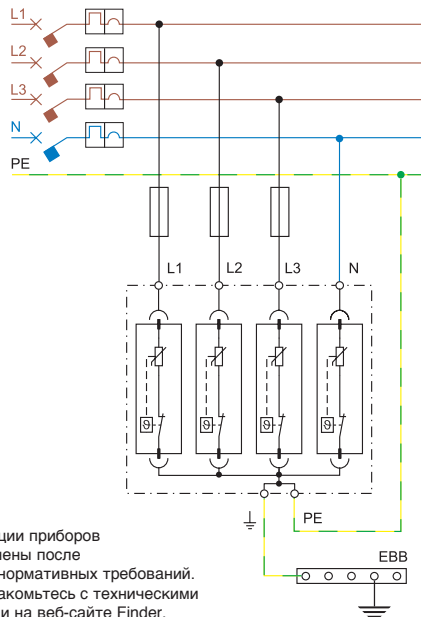 L1
L2
L3
N
PE
L1 L2 L3 N
ϑ ϑ ϑ ϑ
PE
EBB
ции приборов
лены после
нормативных требований.
акомьтесь с техническими
и на веб-сайте Finder.